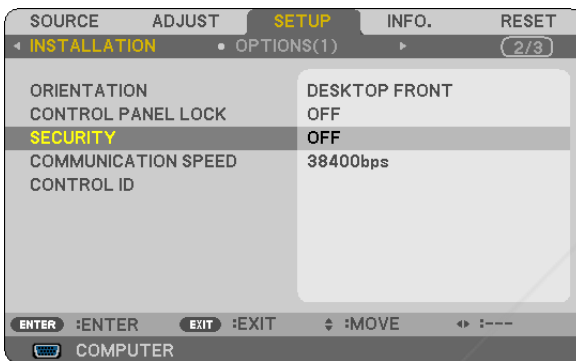 SOURCE ADJUST SETUP INFO. RESET
INSTALLATION OPTIONS(1) 2/3
ORIENTATION DESKTOP FRONT
CONTROL PANEL LOCK OFF
SECURITY OFF
COMMUNICATION SPEED 38400bps
CONTROL ID
ENTER :ENTER EXIT :EXIT :MOVE :---
COMPUTER